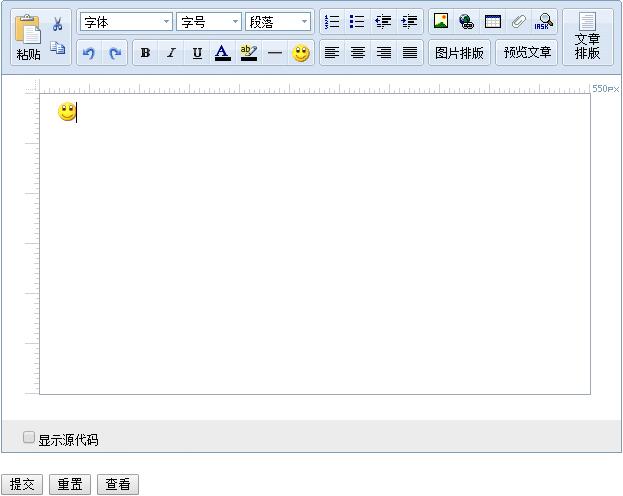 字体 字号 段落
粘贴
B I U A ab
图片排版 预览文章
文章
排版
iASK
550px
显示源代码
提交 重置 查看